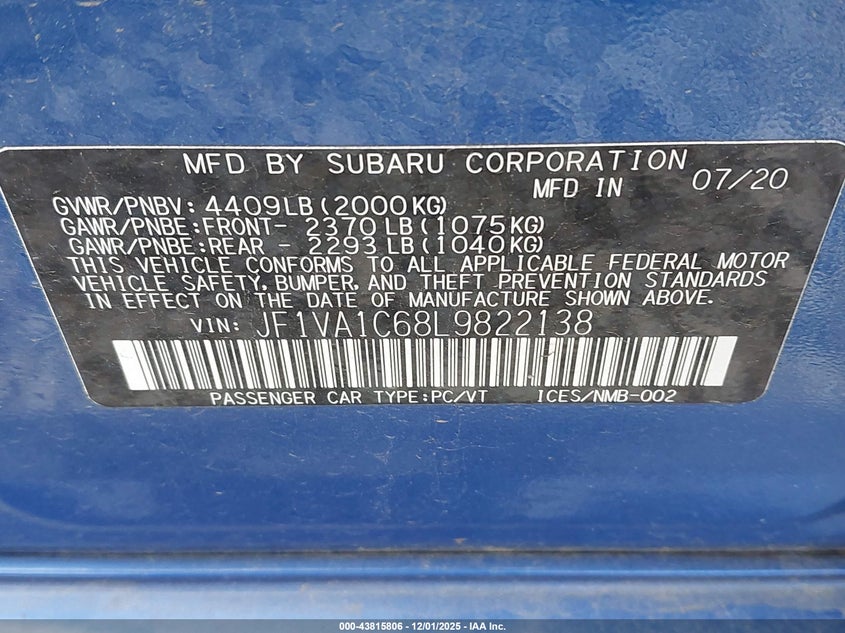 MFD BY SUBARU CORPORATION
MFD IN 07/20
GVWR/PNBV: 4409LB(2000KG)
GAWR/PNBE:FRONT- 2370LB(1075KG)
GAWR/PNBE:REAR - 2293LB(1040KG)
THIS VEHICLE CONFORMS TO ALL APPLICABLE FEDERAL MOTOR
VEHICLE SAFETY, BUMPER, AND THEFT PREVENTION STANDARDS
IN EFFECT ON THE DATE OF MANUFACTURE SHOWN ABOVE.
VIN: JF1VA1C68L9822138
PASSENGER CAR TYPE:PC/VT ICES/NMB-002
000-43815806 - 12/01/2025 - IAA Inc.